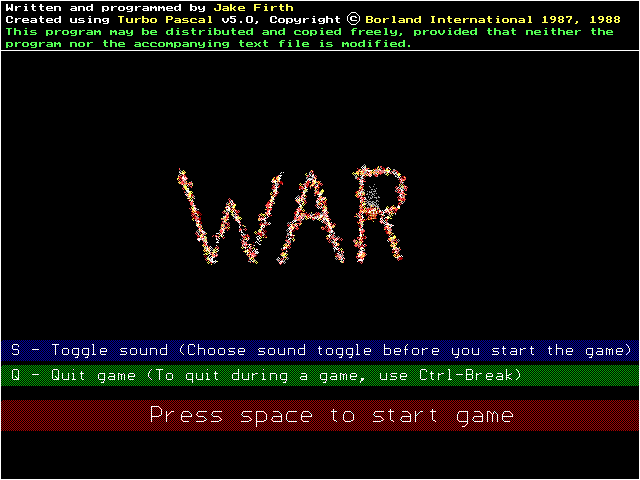 Written and programmed by Jake Firth
Created using Turbo Pascal v5.0, Copyright © Borland International 1987, 1988
This program may be distributed and copied freely, provided that neither the
program nor the accompanying text file is modified.
WAR
S - Toggle sound (Choose sound toggle before you start the game)
Q - Quit game (To quit during a game, use Ctrl-Break)
Press space to start game